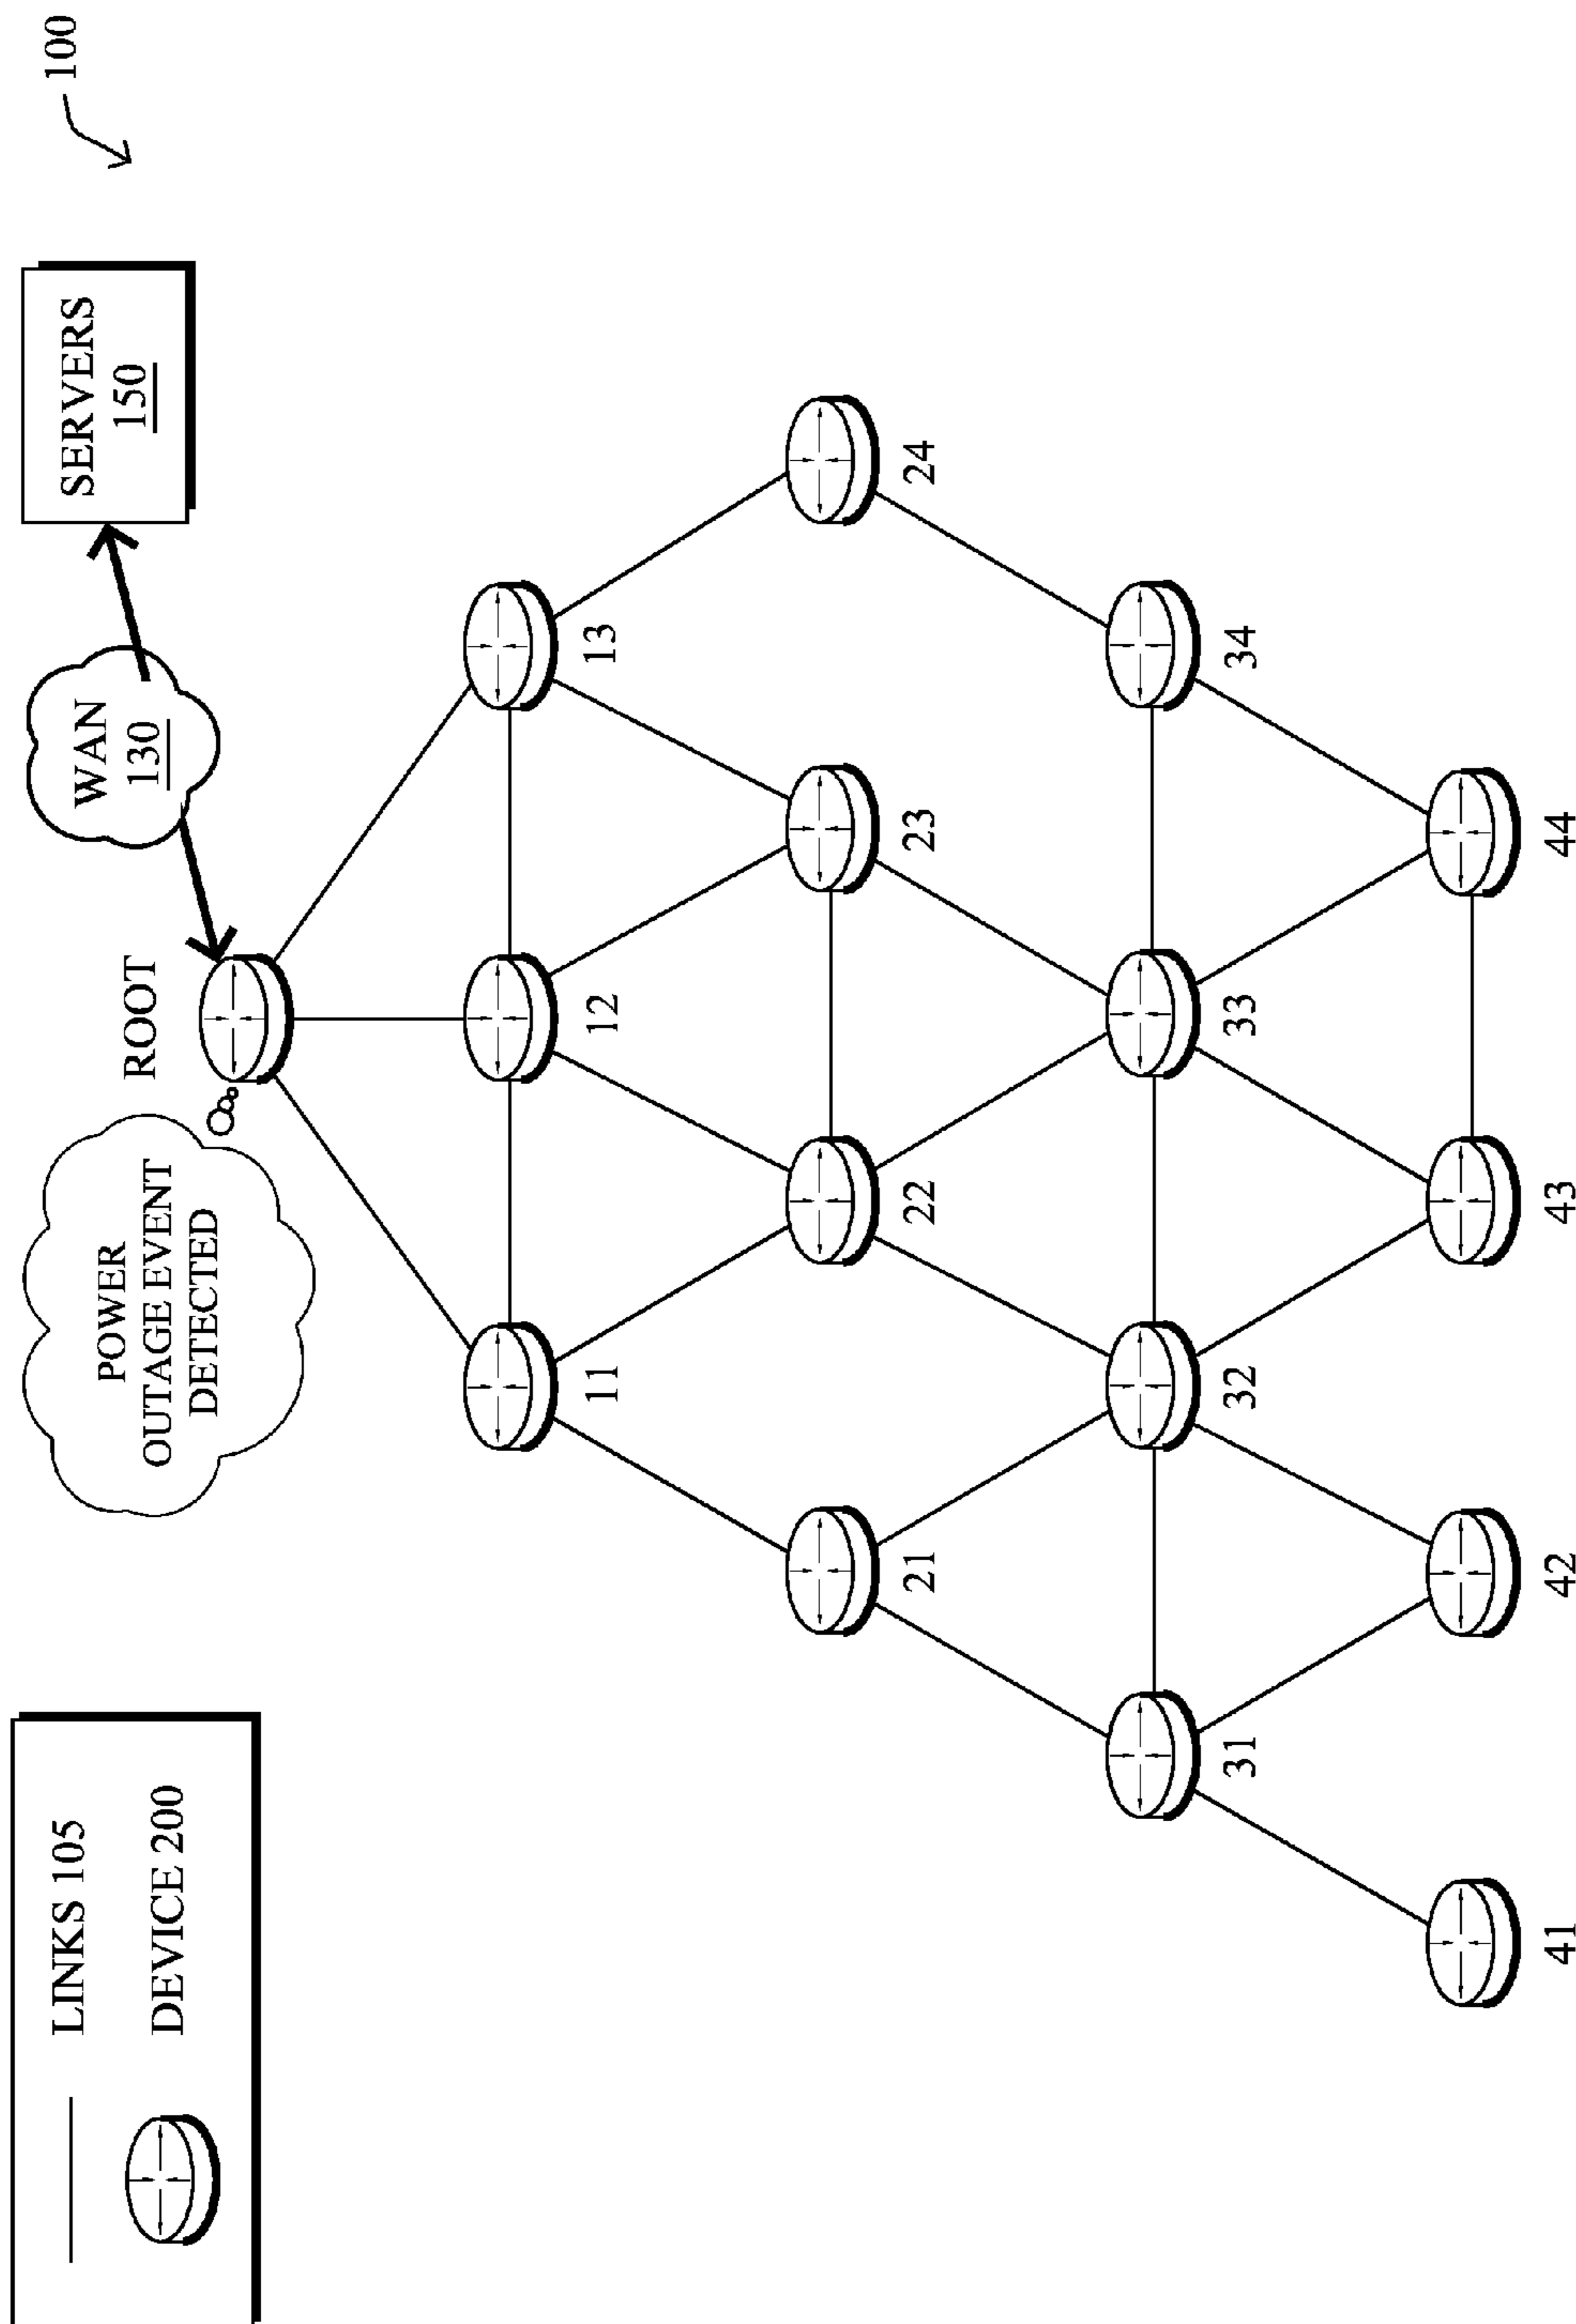 100
SERVERS
150
WAN
130
ROOT
POWER
OUTAGE EVENT
DETECTED
LINKS 105
DEVICE 200
11
12
13
21
22
23
24
31
32
33
34
41
42
43
44